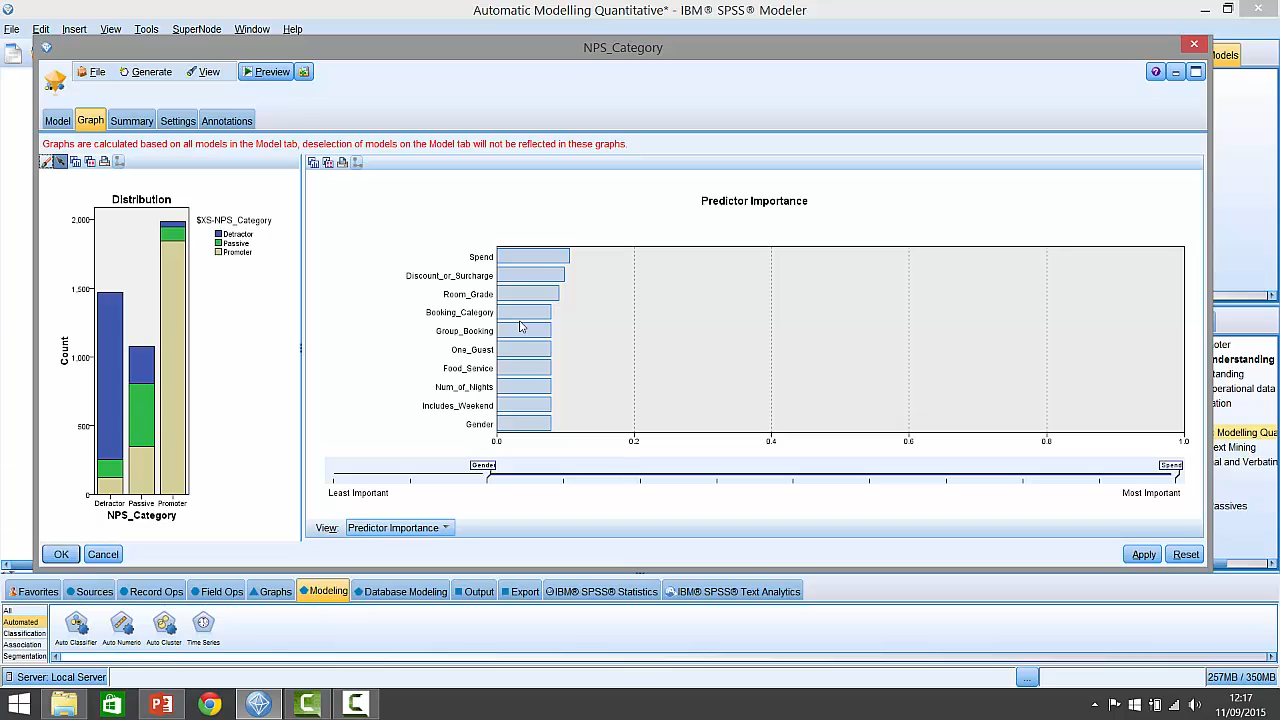 Automatic Modelling Quantitative* - IBM® SPSS® Modeler
File Edit Insert View Tools SuperNode Window Help
NPS_Category
File Generate View Preview
Model Graph Summary Settings Annotations
Graphs are calculated based on all models in the Model tab, deselection of models on the Model tab will not be reflected in these graphs.
Distribution
$XS-NPS_Category
Detractor
Passive
Promoter
2,000
1,500
1,000
500
0
Count
Detractor Passive Promoter
NPS_Category
Predictor Importance
Spend
Discount_or_Surcharge
Room_Grade
Booking_Category
Group_Booking
One_Guest
Food_Service
Num_of_Nights
Includes_Weekend
Gender
0.0 0.2 0.4 0.6 0.8 1.0
Gender Spend
Least Important Most Important
View: Predictor Importance
OK Cancel Apply Reset
odels
oter
nderstanding
tanding
perational data
ation
Modelling Qua
ext Mining
al and Verbatin
assives
Favorites Sources Record Ops Field Ops Graphs Modeling Database Modeling Output Export IBM® SPSS® Statistics IBM® SPSS® Text Analytics
All
Automated
Classification
Association
Segmentation
Auto Classifier Auto Numeric Auto Cluster Time Series
Server: Local Server ... 257MB / 350MB
12:17
11/09/2015